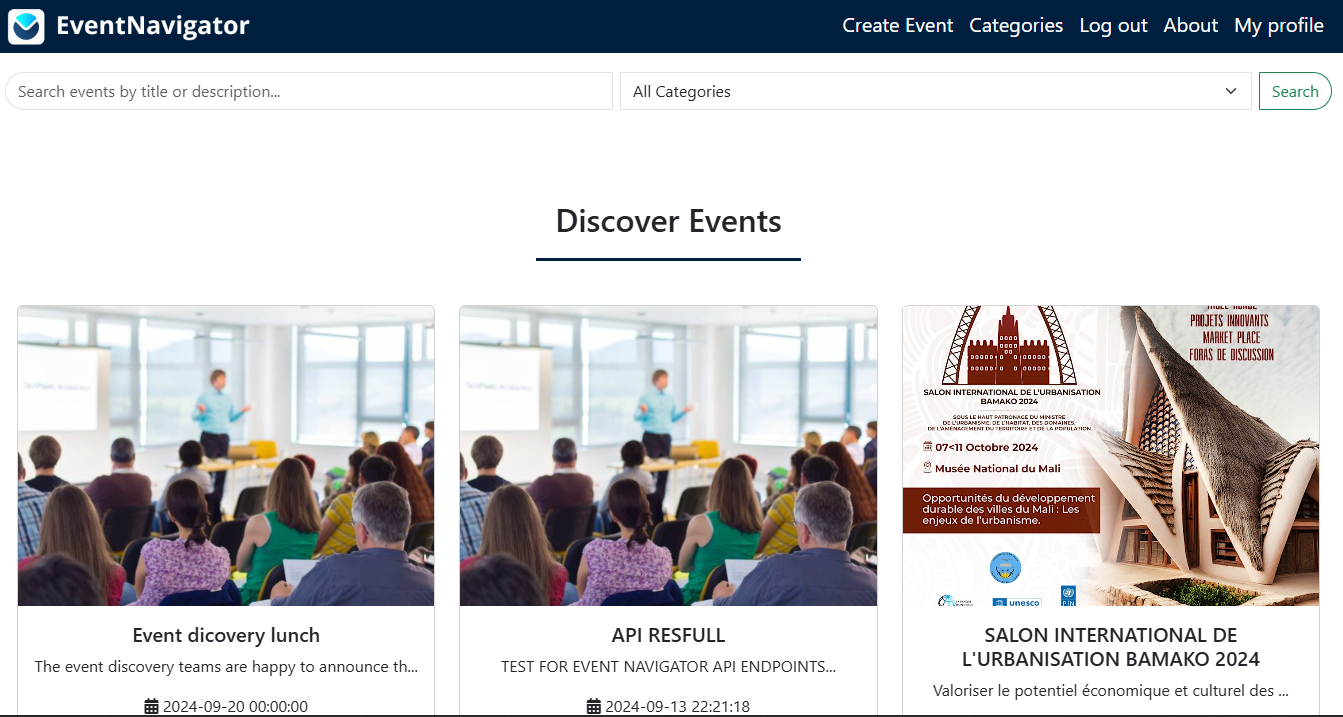 EventNavigator
Create Event Categories Log out About My profile
Search events by title or description...
All Categories
Search
Discover Events
PROJETS INNOVANTS
MARKET PLACE
FORAS DE DISCUSSION
SALON INTERNATIONAL DE L'URBANISATION
BAMAKO 2024
SOUS LE HAUT PATRONAGE DU MINISTRE
DE L'URBANISME, DE L'HABITAT, DES DOMAINES,
DE L'AMÉNAGEMENT DU TERRITOIRE ET DE LA POPULATION
07<11 Octobre 2024
Musée National du Mali
Opportunités du développement
durable des villes du Mali : Les
enjeux de l'urbanisme.
unesco
Event dicovery lunch
The event discovery teams are happy to announce th...
2024-09-20 00:00:00
API RESFULL
TEST FOR EVENT NAVIGATOR API ENDPOINTS...
2024-09-13 22:21:18
SALON INTERNATIONAL DE
L'URBANISATION BAMAKO 2024
Valoriser le potentiel économique et culturel des ...